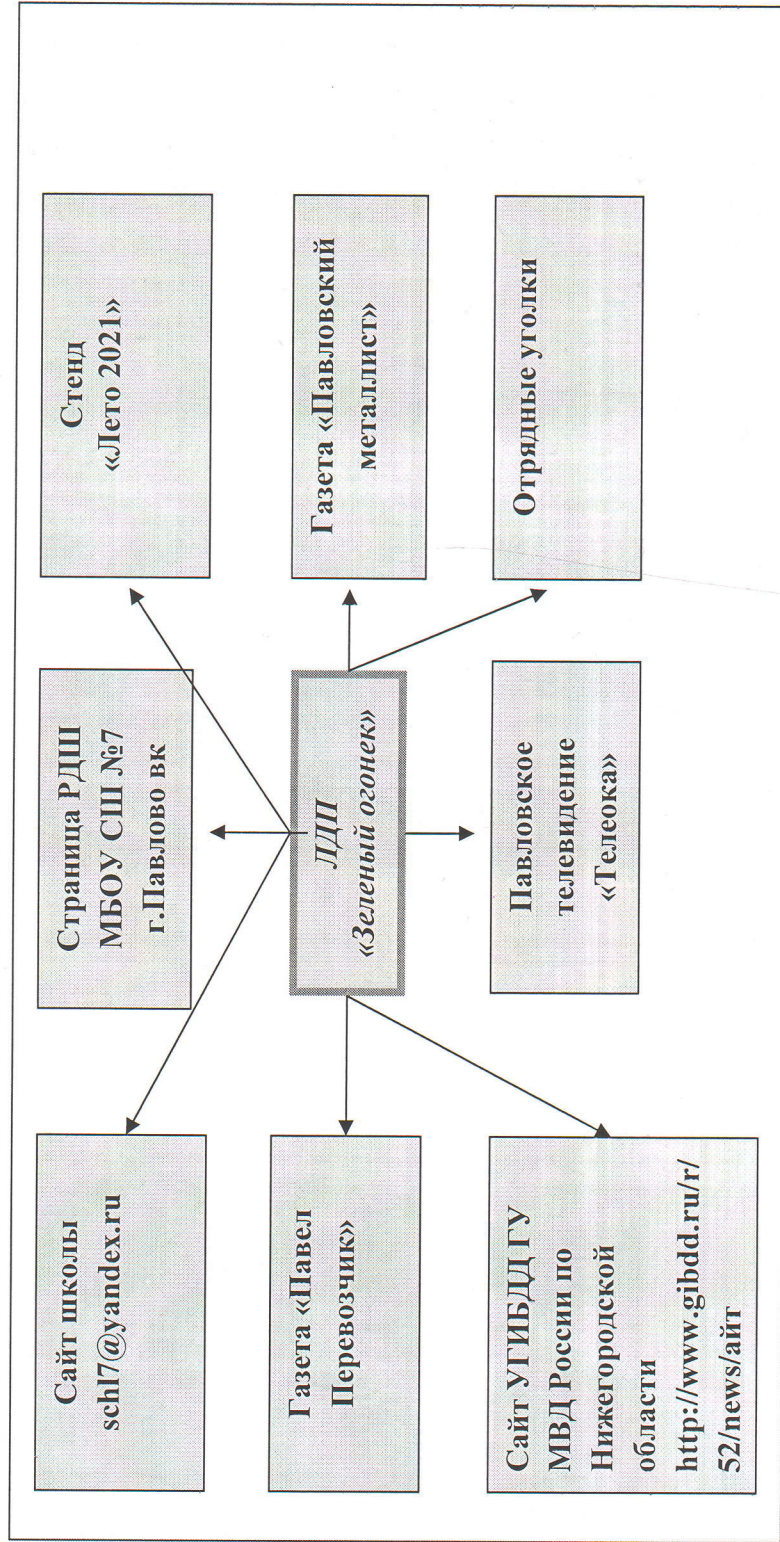 Сайт школы
schl7@yandex.ru
Страница РДШ
МБОУ СШ №7
г.Павлово вк
Стенд
«Лето 2021»
Газета «Павел
Перевозчик»
ЛДП
«Зеленый огонек»
Газета «Павловский
металлист»
Сайт УГИБДД ГУ
МВД России по
Нижегородской
области
http://www.gibdd.ru/r/
52/news/айт
Павловское
телевидение
«Телеока»
Отрядные уголки